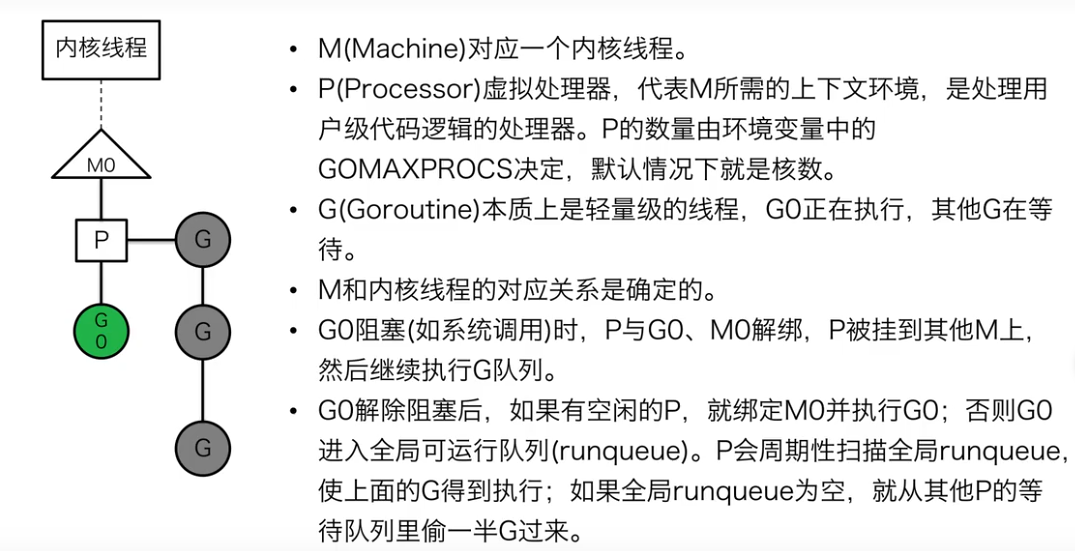 内核线程
M0
P
G
G
0
G
G
• M(Machine)对应一个内核线程。
• P(Processor)虚拟处理器，代表M所需的上下文环境，是处理用
户级代码逻辑的处理器。P的数量由环境变量中的
GOMAXPROCS决定，默认情况下就是核数。
• G(Goroutine)本质上是轻量级的线程，G0正在执行，其他G在等
待。
• M和内核线程的对应关系是确定的。
• G0阻塞(如系统调用)时，P与G0、M0解绑，P被挂到其他M上，
然后继续执行G队列。
• G0解除阻塞后，如果有空闲的P，就绑定M0并执行G0；否则G0
进入全局可运行队列(runqueue)。P会周期性扫描全局runqueue，
使上面的G得到执行；如果全局runqueue为空，就从其他P的等
待队列里偷一半G过来。